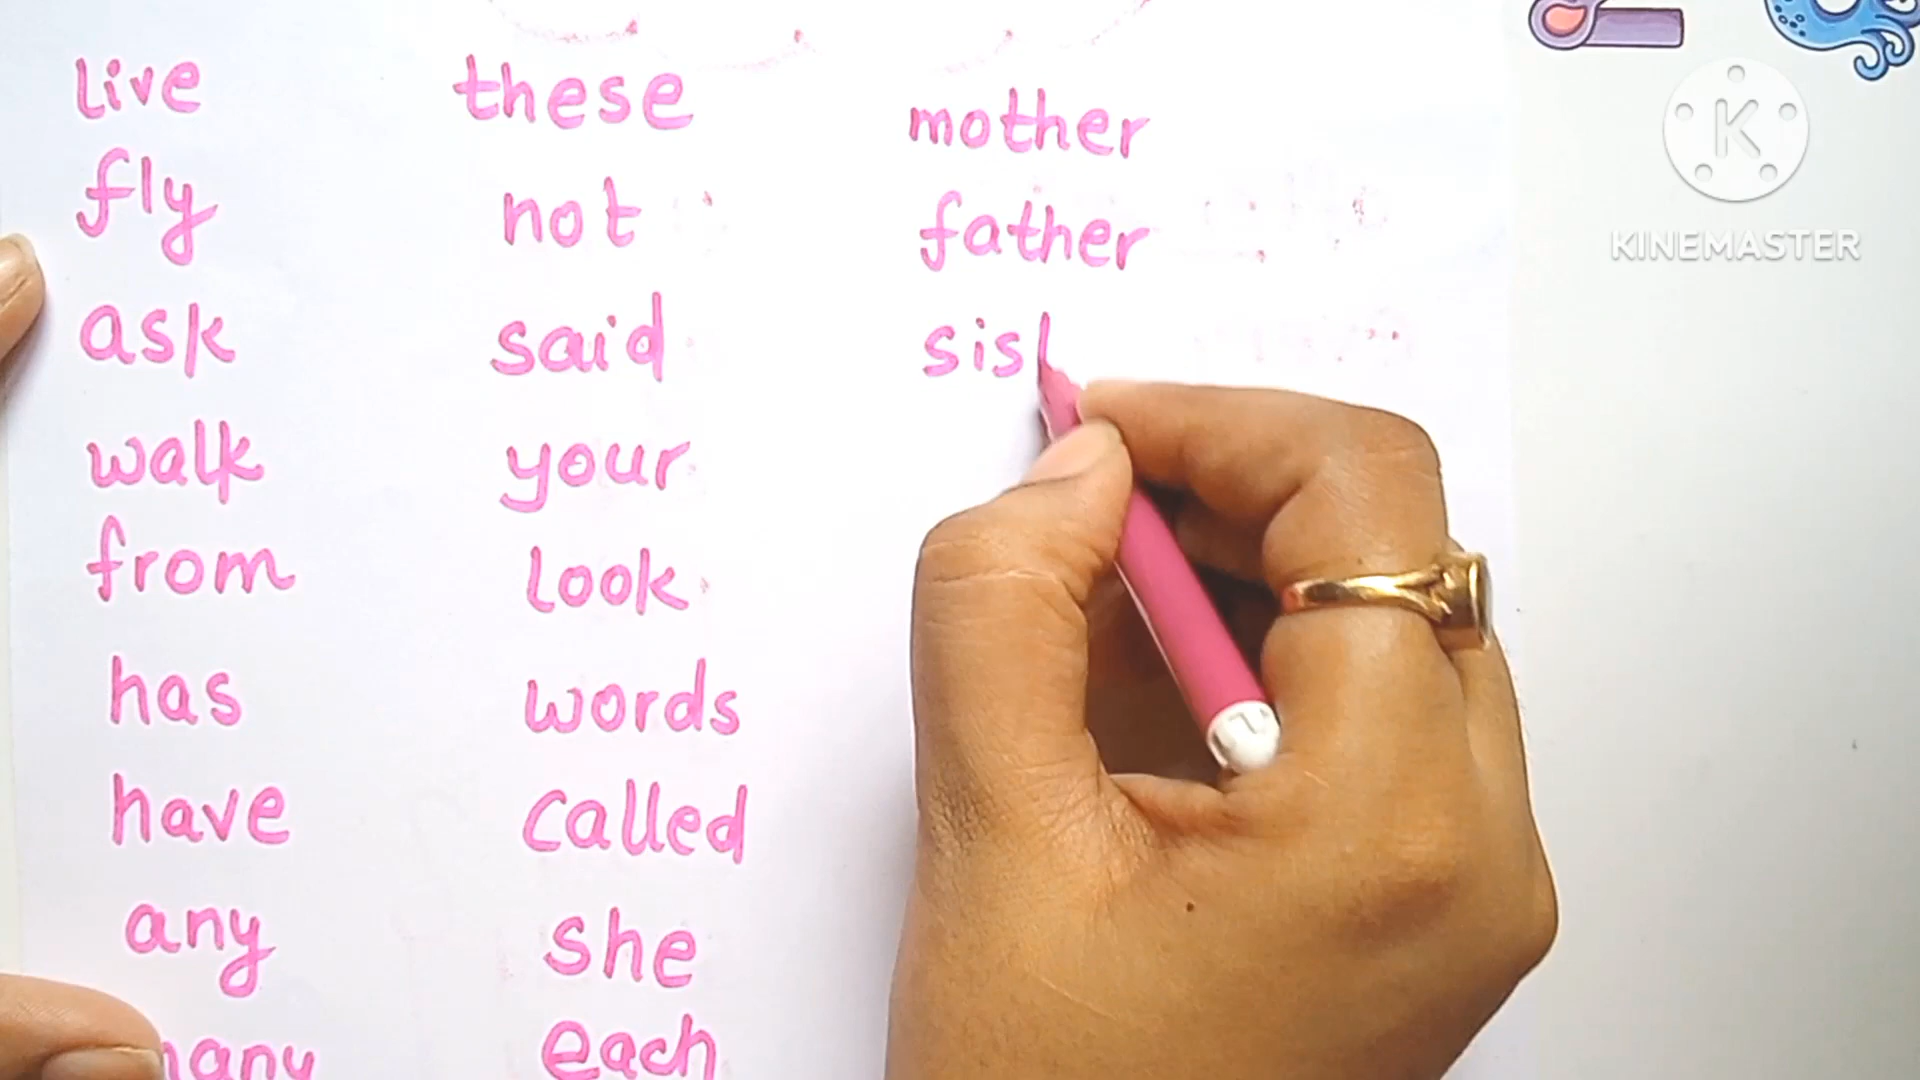 live
fly
ask
walk
from
has
have
any
these
not
said
your
look
words
called
she
each
mother
father
sis
KINEMASTER